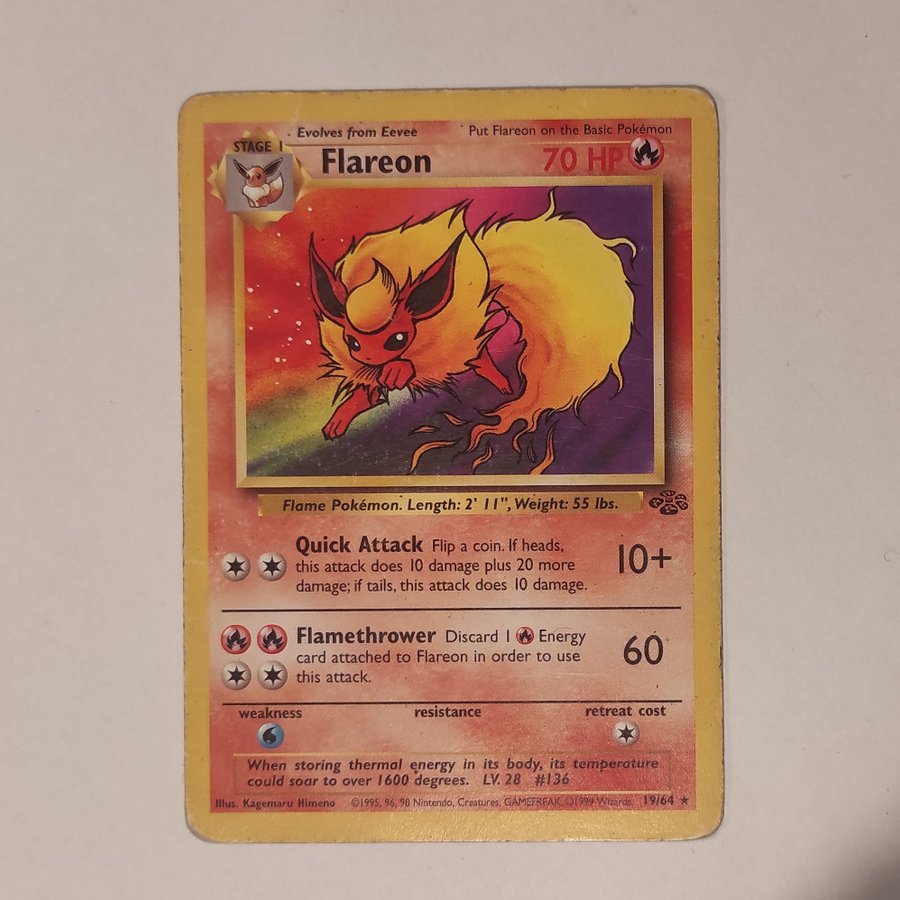 Evolves from Eevee
Put Flareon on the Basic Pokémon
STAGE 1
Flareon
70 HP
Flame Pokémon. Length: 2' 11", Weight: 55 lbs.
Quick Attack Flip a coin. If heads,
this attack does 10 damage plus 20 more
damage; if tails, this attack does 10 damage.
10+
Flamethrower Discard 1 Energy
card attached to Flareon in order to use
this attack.
60
weakness
resistance
retreat cost
When storing thermal energy in its body, its temperature
could soar to over 1600 degrees. LV. 28 #136
Illus. Kagemaru Himeno ©1995, 96, 98 Nintendo, Creatures, GAMEFREAK. ©1999 Wizards. 19/64 ★